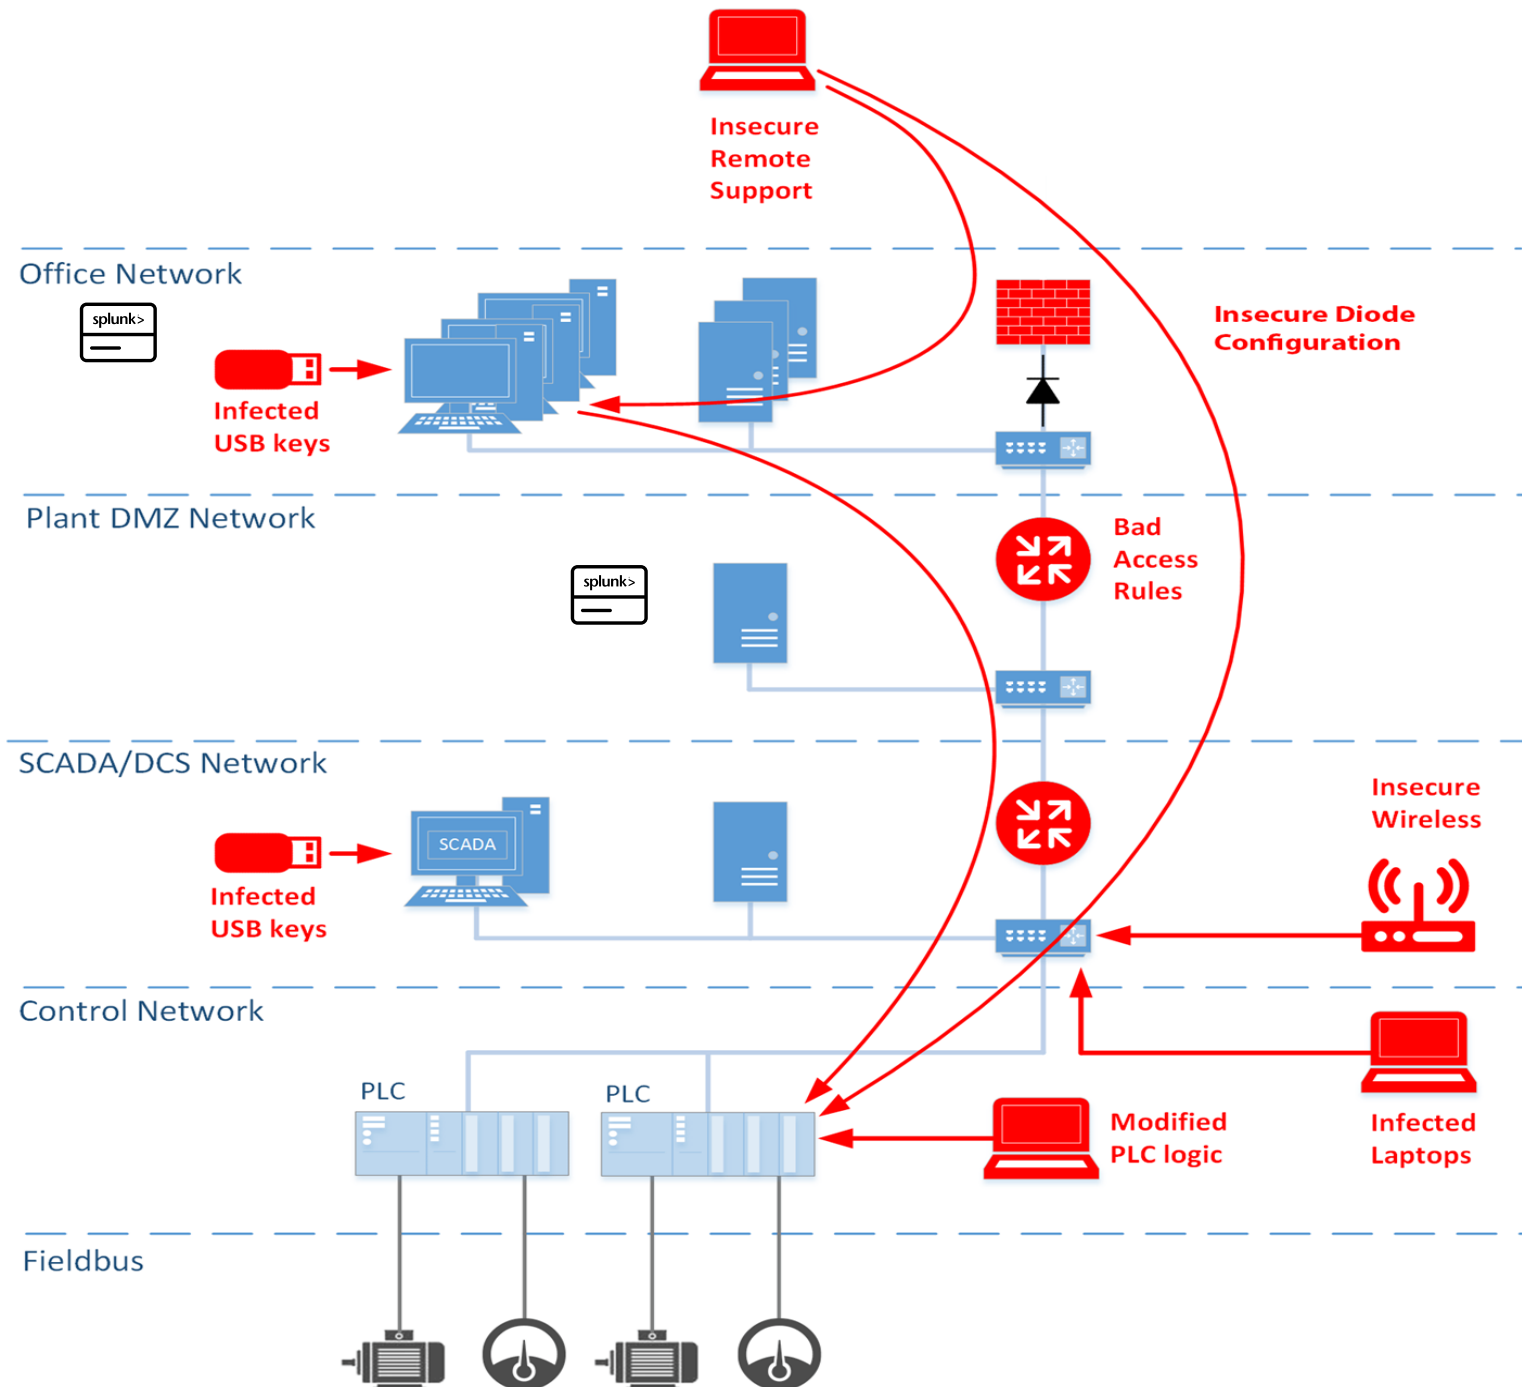 Insecure
Remote
Support
Office Network
splunk>
Insecure Diode
Configuration
Infected
USB keys
Plant DMZ Network
Bad
Access
Rules
splunk>
SCADA/DCS Network
Insecure
Wireless
SCADA
Infected
USB keys
Control Network
PLC
PLC
Modified
PLC logic
Infected
Laptops
Fieldbus